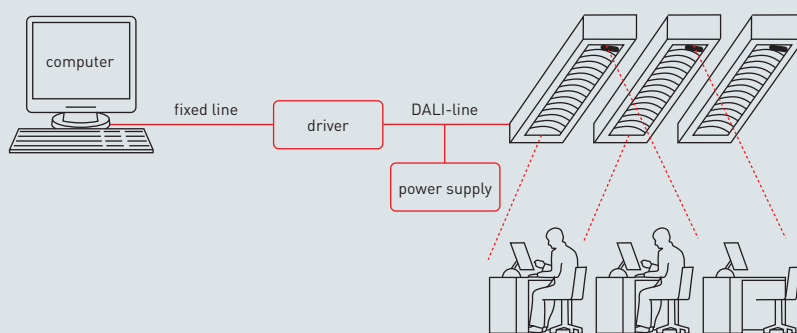 computer
fixed line
driver
DALI-line
power supply